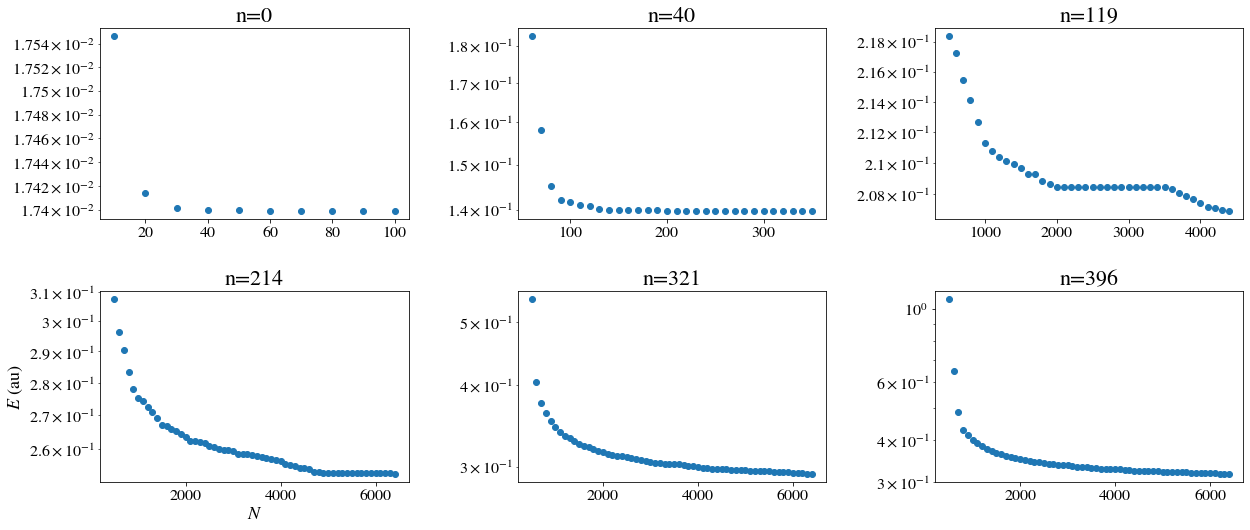 n=0
1.754 × 10⁻²
1.752 × 10⁻²
1.75 × 10⁻²
1.748 × 10⁻²
1.746 × 10⁻²
1.744 × 10⁻²
1.742 × 10⁻²
1.74 × 10⁻²
20 40 60 80 100
n=40
1.8 × 10⁻¹
1.7 × 10⁻¹
1.6 × 10⁻¹
1.5 × 10⁻¹
1.4 × 10⁻¹
100 200 300
n=119
2.18 × 10⁻¹
2.16 × 10⁻¹
2.14 × 10⁻¹
2.12 × 10⁻¹
2.1 × 10⁻¹
2.08 × 10⁻¹
1000 2000 3000 4000
n=214
3.1 × 10⁻¹
3 × 10⁻¹
2.9 × 10⁻¹
2.8 × 10⁻¹
2.7 × 10⁻¹
2.6 × 10⁻¹
E (au)
2000 4000 6000
N
n=321
5 × 10⁻¹
4 × 10⁻¹
3 × 10⁻¹
2000 4000 6000
n=396
10⁰
6 × 10⁻¹
4 × 10⁻¹
3 × 10⁻¹
2000 4000 6000